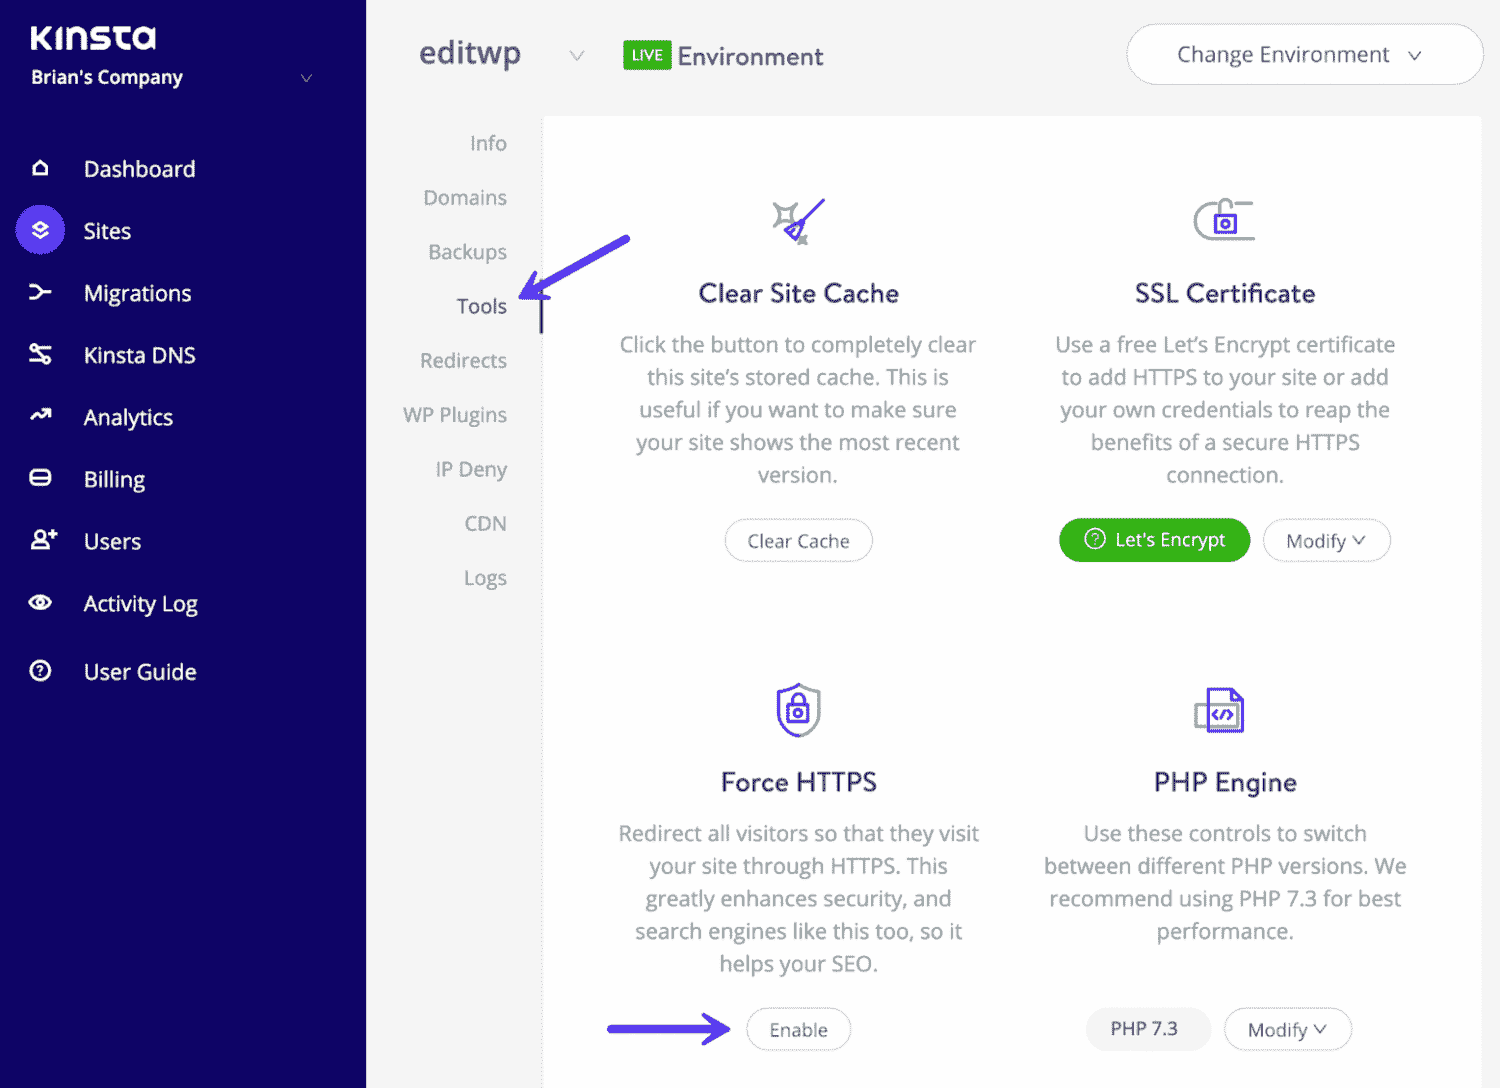 Kinsta
Brian's Company
Dashboard
Sites
Migrations
Kinsta DNS
Analytics
Billing
Users
Activity Log
User Guide
editwp
LIVE Environment
Change Environment
Info
Domains
Backups
Tools
Redirects
WP Plugins
IP Deny
CDN
Logs
Clear Site Cache
Click the button to completely clear
this site’s stored cache. This is
useful if you want to make sure
your site shows the most recent
version.
Clear Cache
SSL Certificate
Use a free Let’s Encrypt certificate
to add HTTPS to your site or add
your own credentials to reap the
benefits of a secure HTTPS
connection.
Let's Encrypt
Modify
Force HTTPS
Redirect all visitors so that they visit
your site through HTTPS. This
greatly enhances security, and
search engines like this too, so it
helps your SEO.
Enable
PHP Engine
Use these controls to switch
between different PHP versions. We
recommend using PHP 7.3 for best
performance.
PHP 7.3
Modify